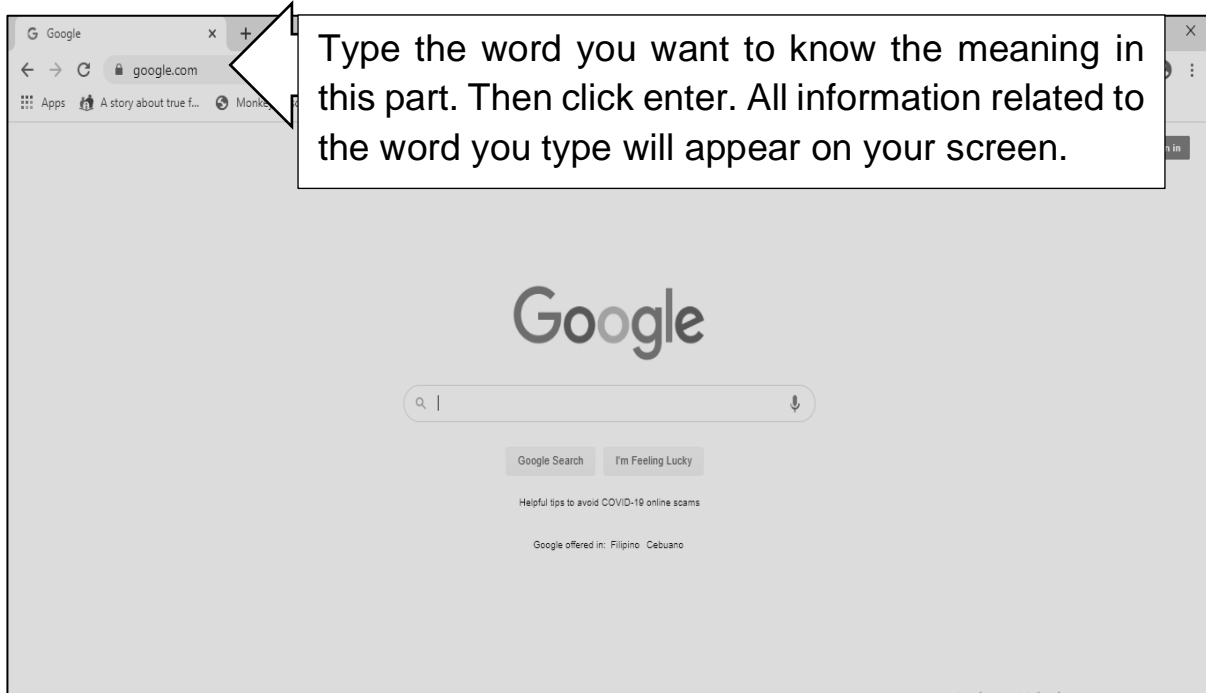 Google
google.com
Apps A story about true f... Monkey
Type the word you want to know the meaning in
this part. Then click enter. All information related to
the word you type will appear on your screen.
n in
Google
Google Search I'm Feeling Lucky
Helpful tips to avoid COVID-19 online scams
Google offered in: Filipino Cebuano